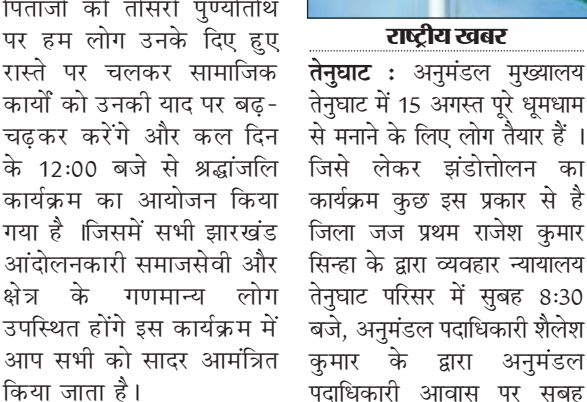 पिताजी की तीसरी पुण्यतिथि
पर हम लोग उनके दिए हुए
रास्ते पर चलकर सामाजिक
कार्यों को उनकी याद पर बढ़-
चढ़कर करेंगे और कल दिन
के 12:00 बजे से श्रद्धांजलि
कार्यक्रम का आयोजन किया
गया है ।जिसमें सभी झारखंड
आंदोलनकारी समाजसेवी और
क्षेत्र के गणमान्य लोग
उपस्थित होंगे इस कार्यक्रम में
आप सभी को सादर आमंत्रित
किया जाता है।
राष्ट्रीय खबर
तेनुघाट : अनुमंडल मुख्यालय
तेनुघाट में 15 अगस्त पूरे धूमधाम
से मनाने के लिए लोग तैयार हैं ।
जिसे लेकर झंडोत्तोलन का
कार्यक्रम कुछ इस प्रकार से है
जिला जज प्रथम राजेश कुमार
सिन्हा के द्वारा व्यवहार न्यायालय
तेनुघाट परिसर में सुबह 8:30
बजे, अनुमंडल पदाधिकारी शैलेश
कुमार के द्वारा अनुमंडल
पदाधिकारी आवास पर सुबह